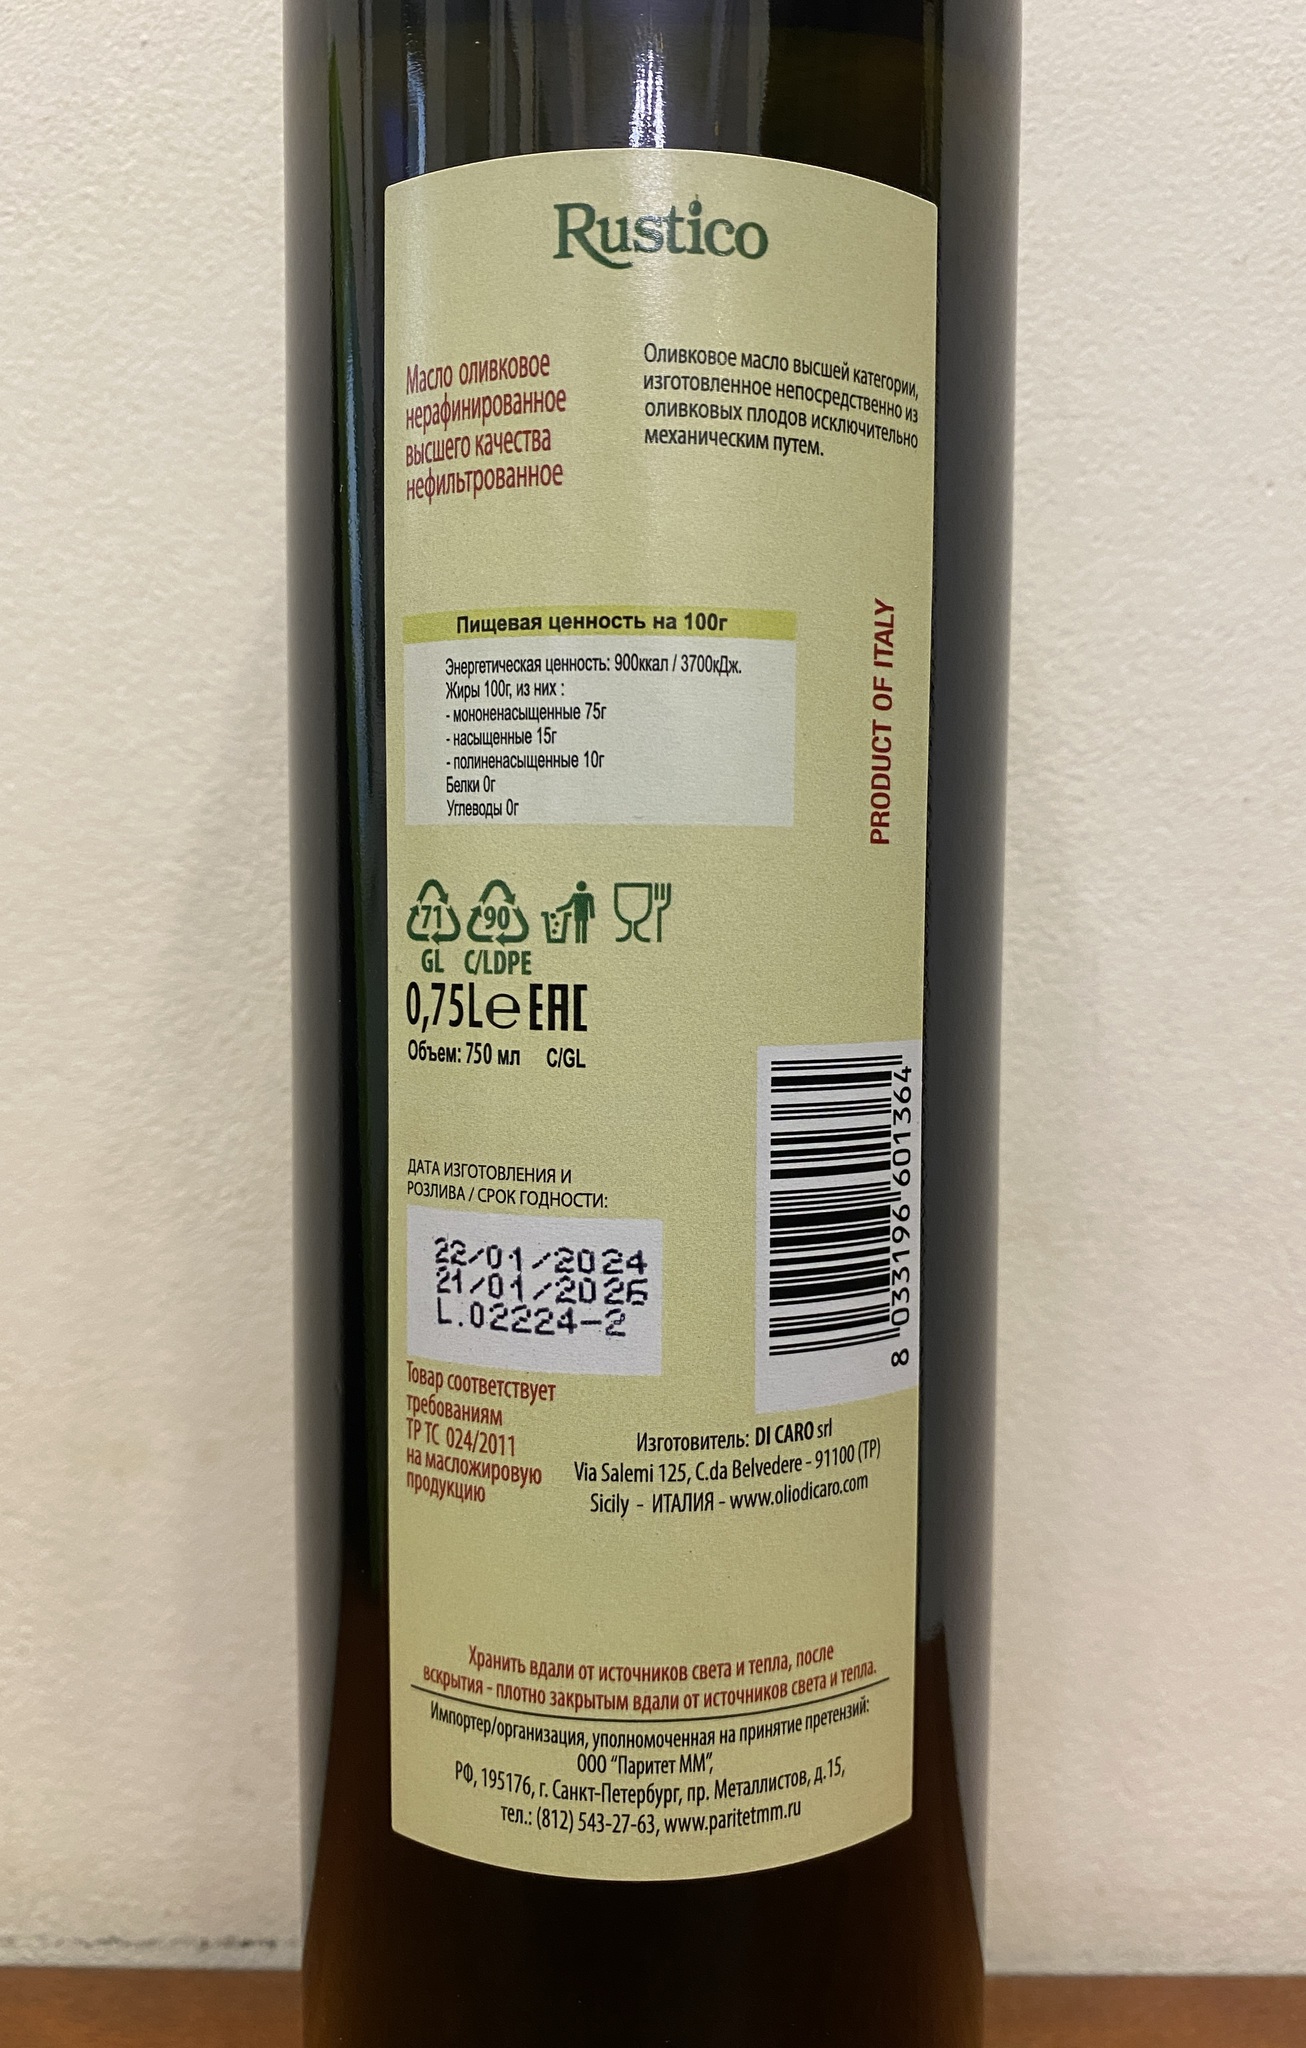 Rustico
Масло оливковое
нерафинированное
высшего качества
нефильтрованное
Оливковое масло высшей категории,
изготовленное непосредственно из
оливковых плодов исключительно
механическим путем.
Пищевая ценность на 100г
Энергетическая ценность: 900ккал / 3700кДж.
Жиры 100г, из них :
- мононенасыщенные 75г
- насыщенные 15г
- полиненасыщенные 10г
Белки 0г
Углеводы 0г
PRODUCT OF ITALY
71 90
GL C/LDPE
0,75L℮ EAC
Объем: 750 мл C/GL
ДАТА ИЗГОТОВЛЕНИЯ И
РОЗЛИВА / СРОК ГОДНОСТИ:
22/01/2024
21/01/2026
L.02224-2
8 033196 601364
Товар соответствует
требованиям
ТР ТС 024/2011
на масложировую
продукцию
Изготовитель: DI CARO srl
Via Salemi 125, C.da Belvedere - 91100 (TP)
Sicily - ИТАЛИЯ - www.oliodicaro.com
Хранить вдали от источников света и тепла, после
вскрытия - плотно закрытым вдали от источников света и тепла.
Импортер/организация, уполномоченная на принятие претензий:
ООО "Паритет ММ",
РФ, 195176, г. Санкт-Петербург, пр. Металлистов, д.15,
тел.: (812) 543-27-63, www.paritetmm.ru